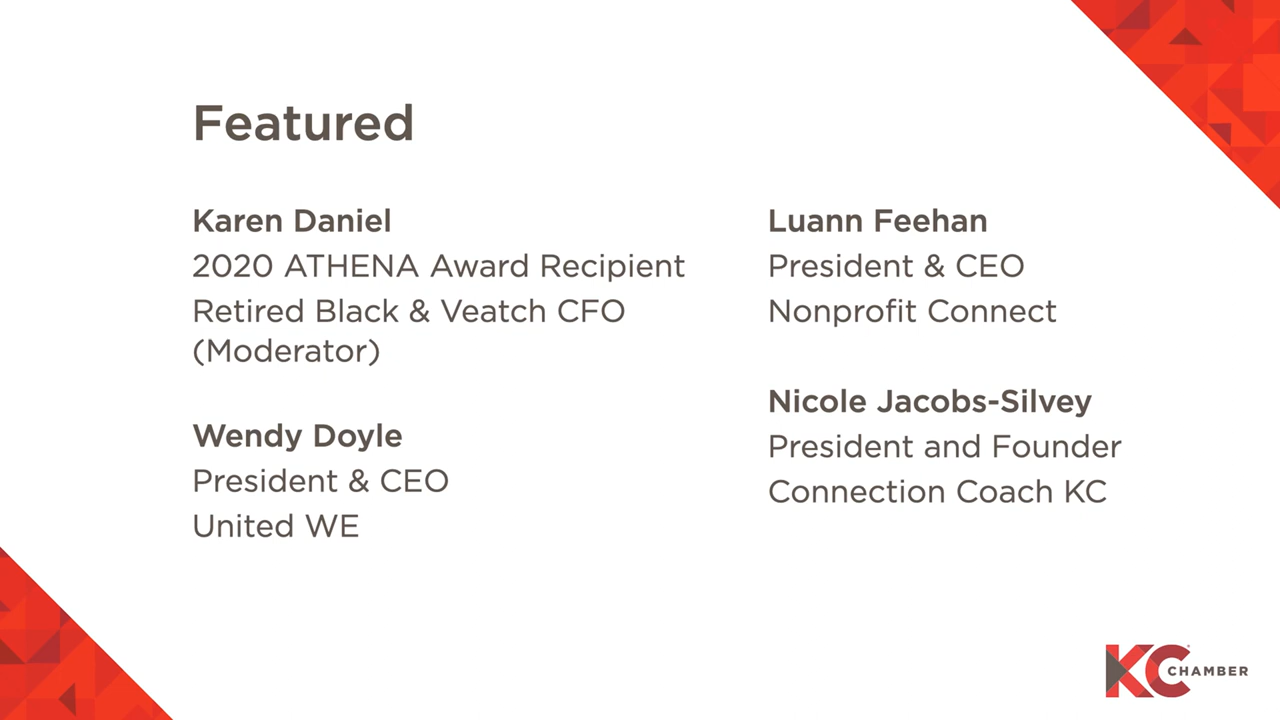 Featured
Karen Daniel
2020 ATHENA Award Recipient
Retired Black & Veatch CFO
(Moderator)
Wendy Doyle
President & CEO
United WE
Luann Feehan
President & CEO
Nonprofit Connect
Nicole Jacobs-Silvey
President and Founder
Connection Coach KC
KC CHAMBER